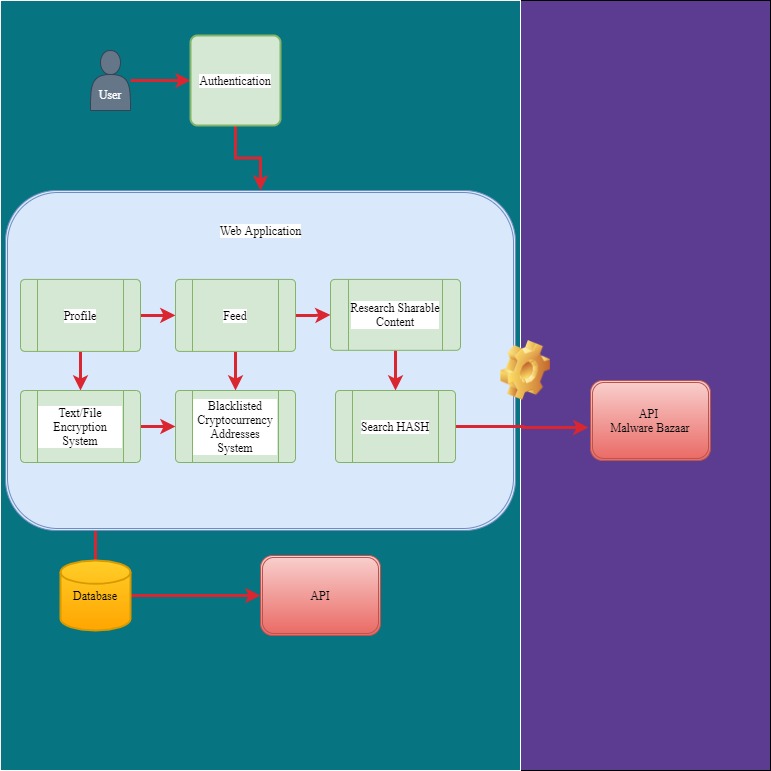 User
Authentication
Web Application
Profile
Feed
Research Sharable
Content
Text/File
Encryption
System
Blacklisted
Cryptocurrency
Addresses
System
Search HASH
API
Malware Bazaar
Database
API